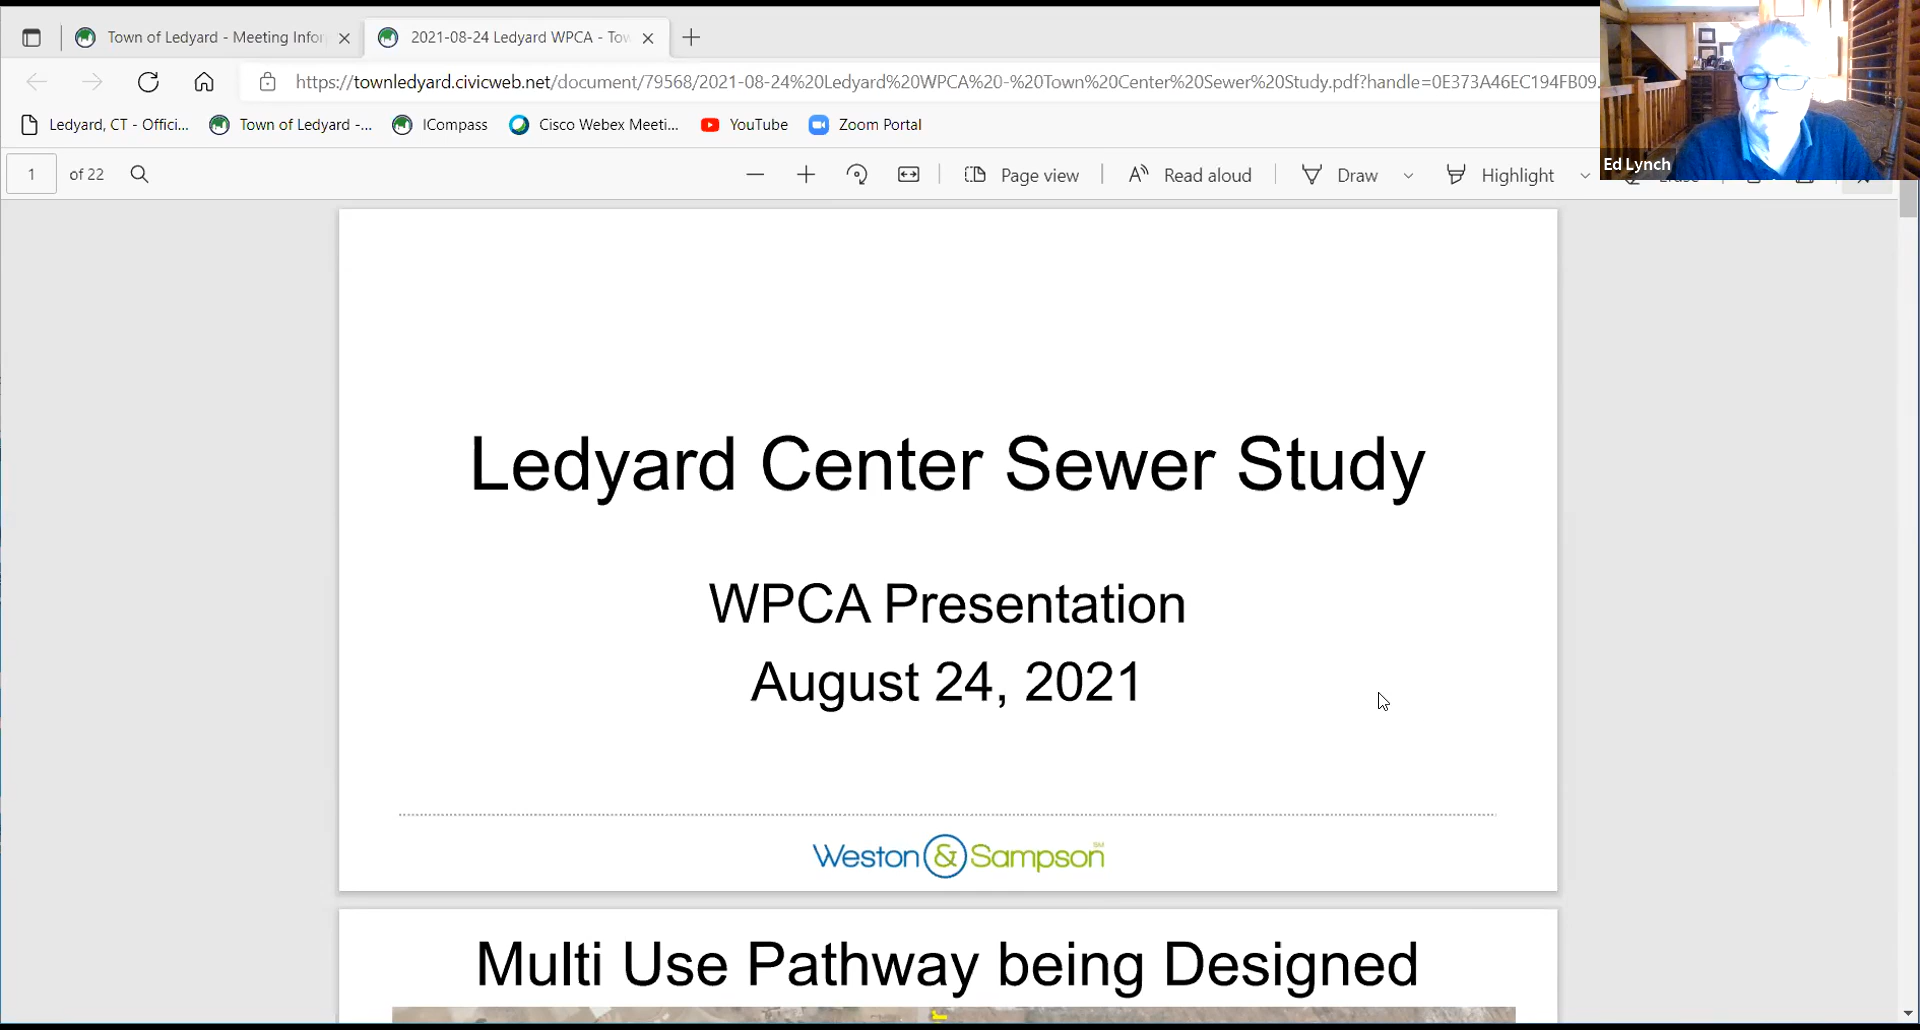 Town of Ledyard - Meeting Infor
2021-08-24 Ledyard WPCA - Tow
https://townledyard.civicweb.net/document/79568/2021-08-24%20Ledyard%20WPCA%20-%20Town%20Center%20Sewer%20Study.pdf?handle=0E373A46EC194FB09...
Ledyard, CT - Offici...
Town of Ledyard -...
ICompass
Cisco Webex Meeti...
YouTube
Zoom Portal
Ed Lynch
1 of 22
Page view
Read aloud
Draw
Highlight
Ledyard Center Sewer Study
WPCA Presentation
August 24, 2021
Weston & Sampson SM
Multi Use Pathway being Designed